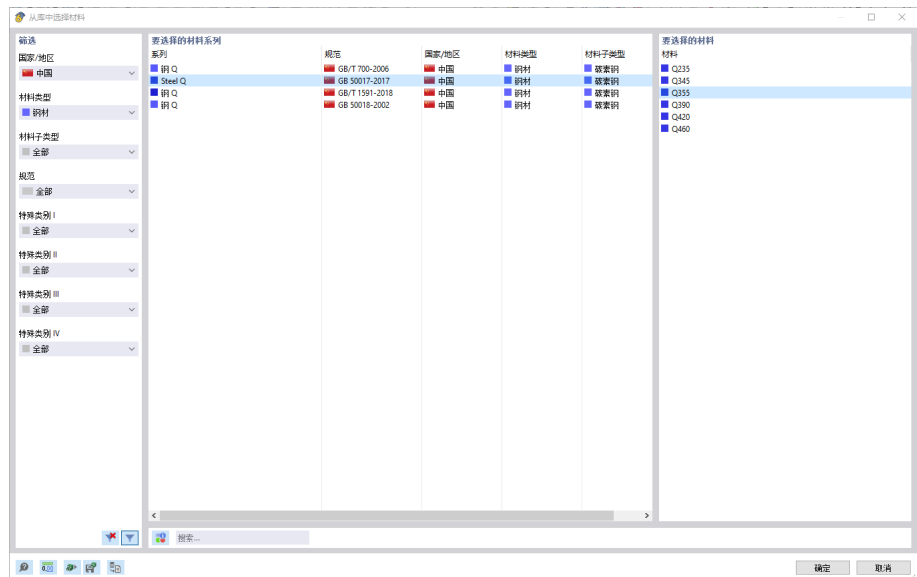 从库中选择材料
筛选
国家/地区
中国
材料类型
钢材
材料子类型
全部
规范
全部
特殊类别 I
全部
特殊类别 II
全部
特殊类别 III
全部
特殊类别 IV
全部
要选择的材料系列
系列 规范 国家/地区 材料类型 材料子类型
钢 Q GB/T 700-2006 中国 钢材 碳素钢
Steel Q GB 50017-2017 中国 钢材 碳素钢
钢 Q GB/T 1591-2018 中国 钢材 碳素钢
钢 Q GB 50018-2002 中国 钢材 碳素钢
搜索...
要选择的材料
材料
Q235
Q345
Q355
Q390
Q420
Q460
确定 取消